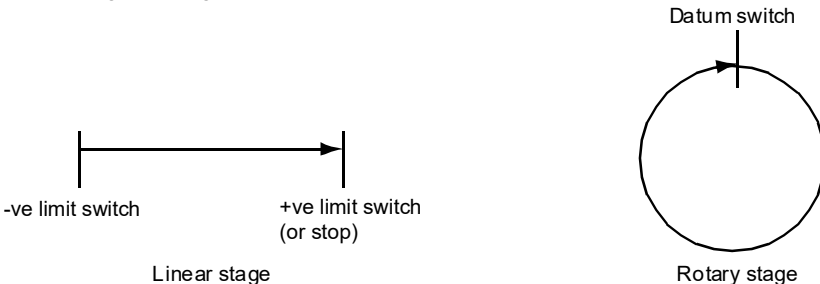 Datum switch
-ve limit switch
+ve limit switch
(or stop)
Linear stage
Rotary stage